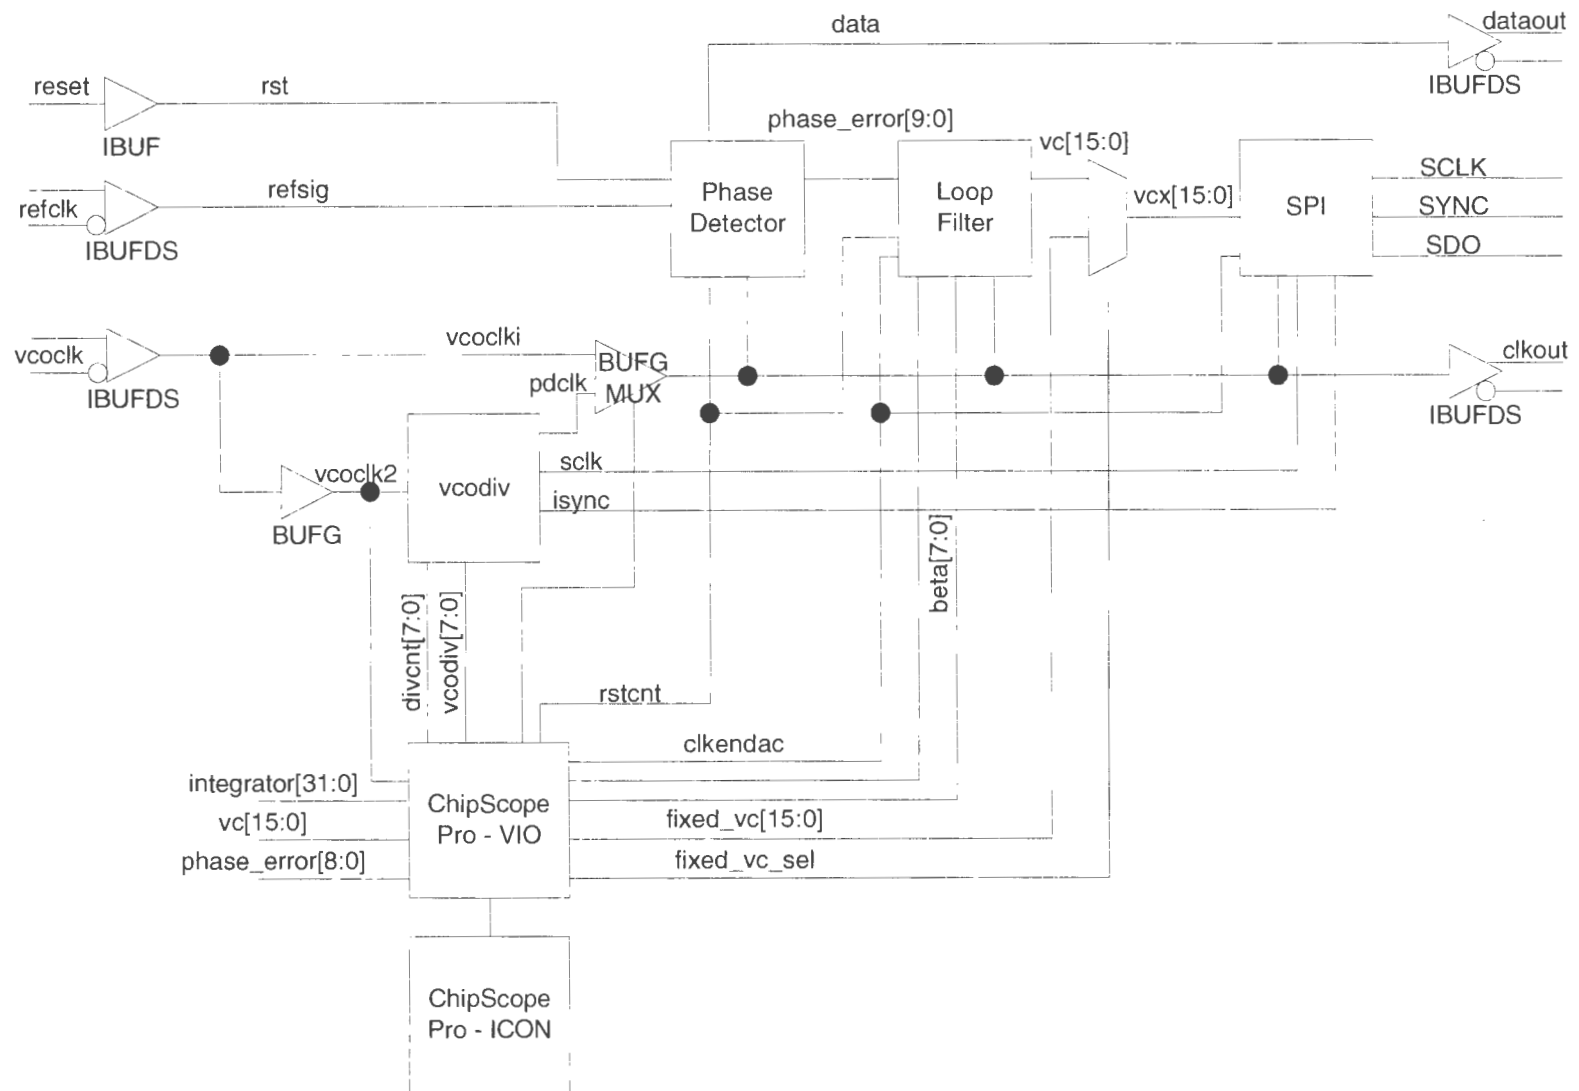 data
dataout
IBUFDS
reset
rst
IBUF
phase_error[9:0]
vc[15:0]
refclk
refsig
IBUFDS
Phase
Detector
Loop
Filter
vcx[15:0]
SPI
SCLK
SYNC
SDO
vcoclk
IBUFDS
vcoclki
pdclk
BUFG
MUX
clkout
IBUFDS
vcoclk2
BUFG
vcodiv
sclk
isync
divcnt[7:0]
vcodiv[7:0]
beta[7:0]
rstcnt
clkendac
integrator[31:0]
vc[15:0]
phase_error[8:0]
ChipScope
Pro - VIO
fixed_vc[15:0]
fixed_vc_sel
ChipScope
Pro - ICON